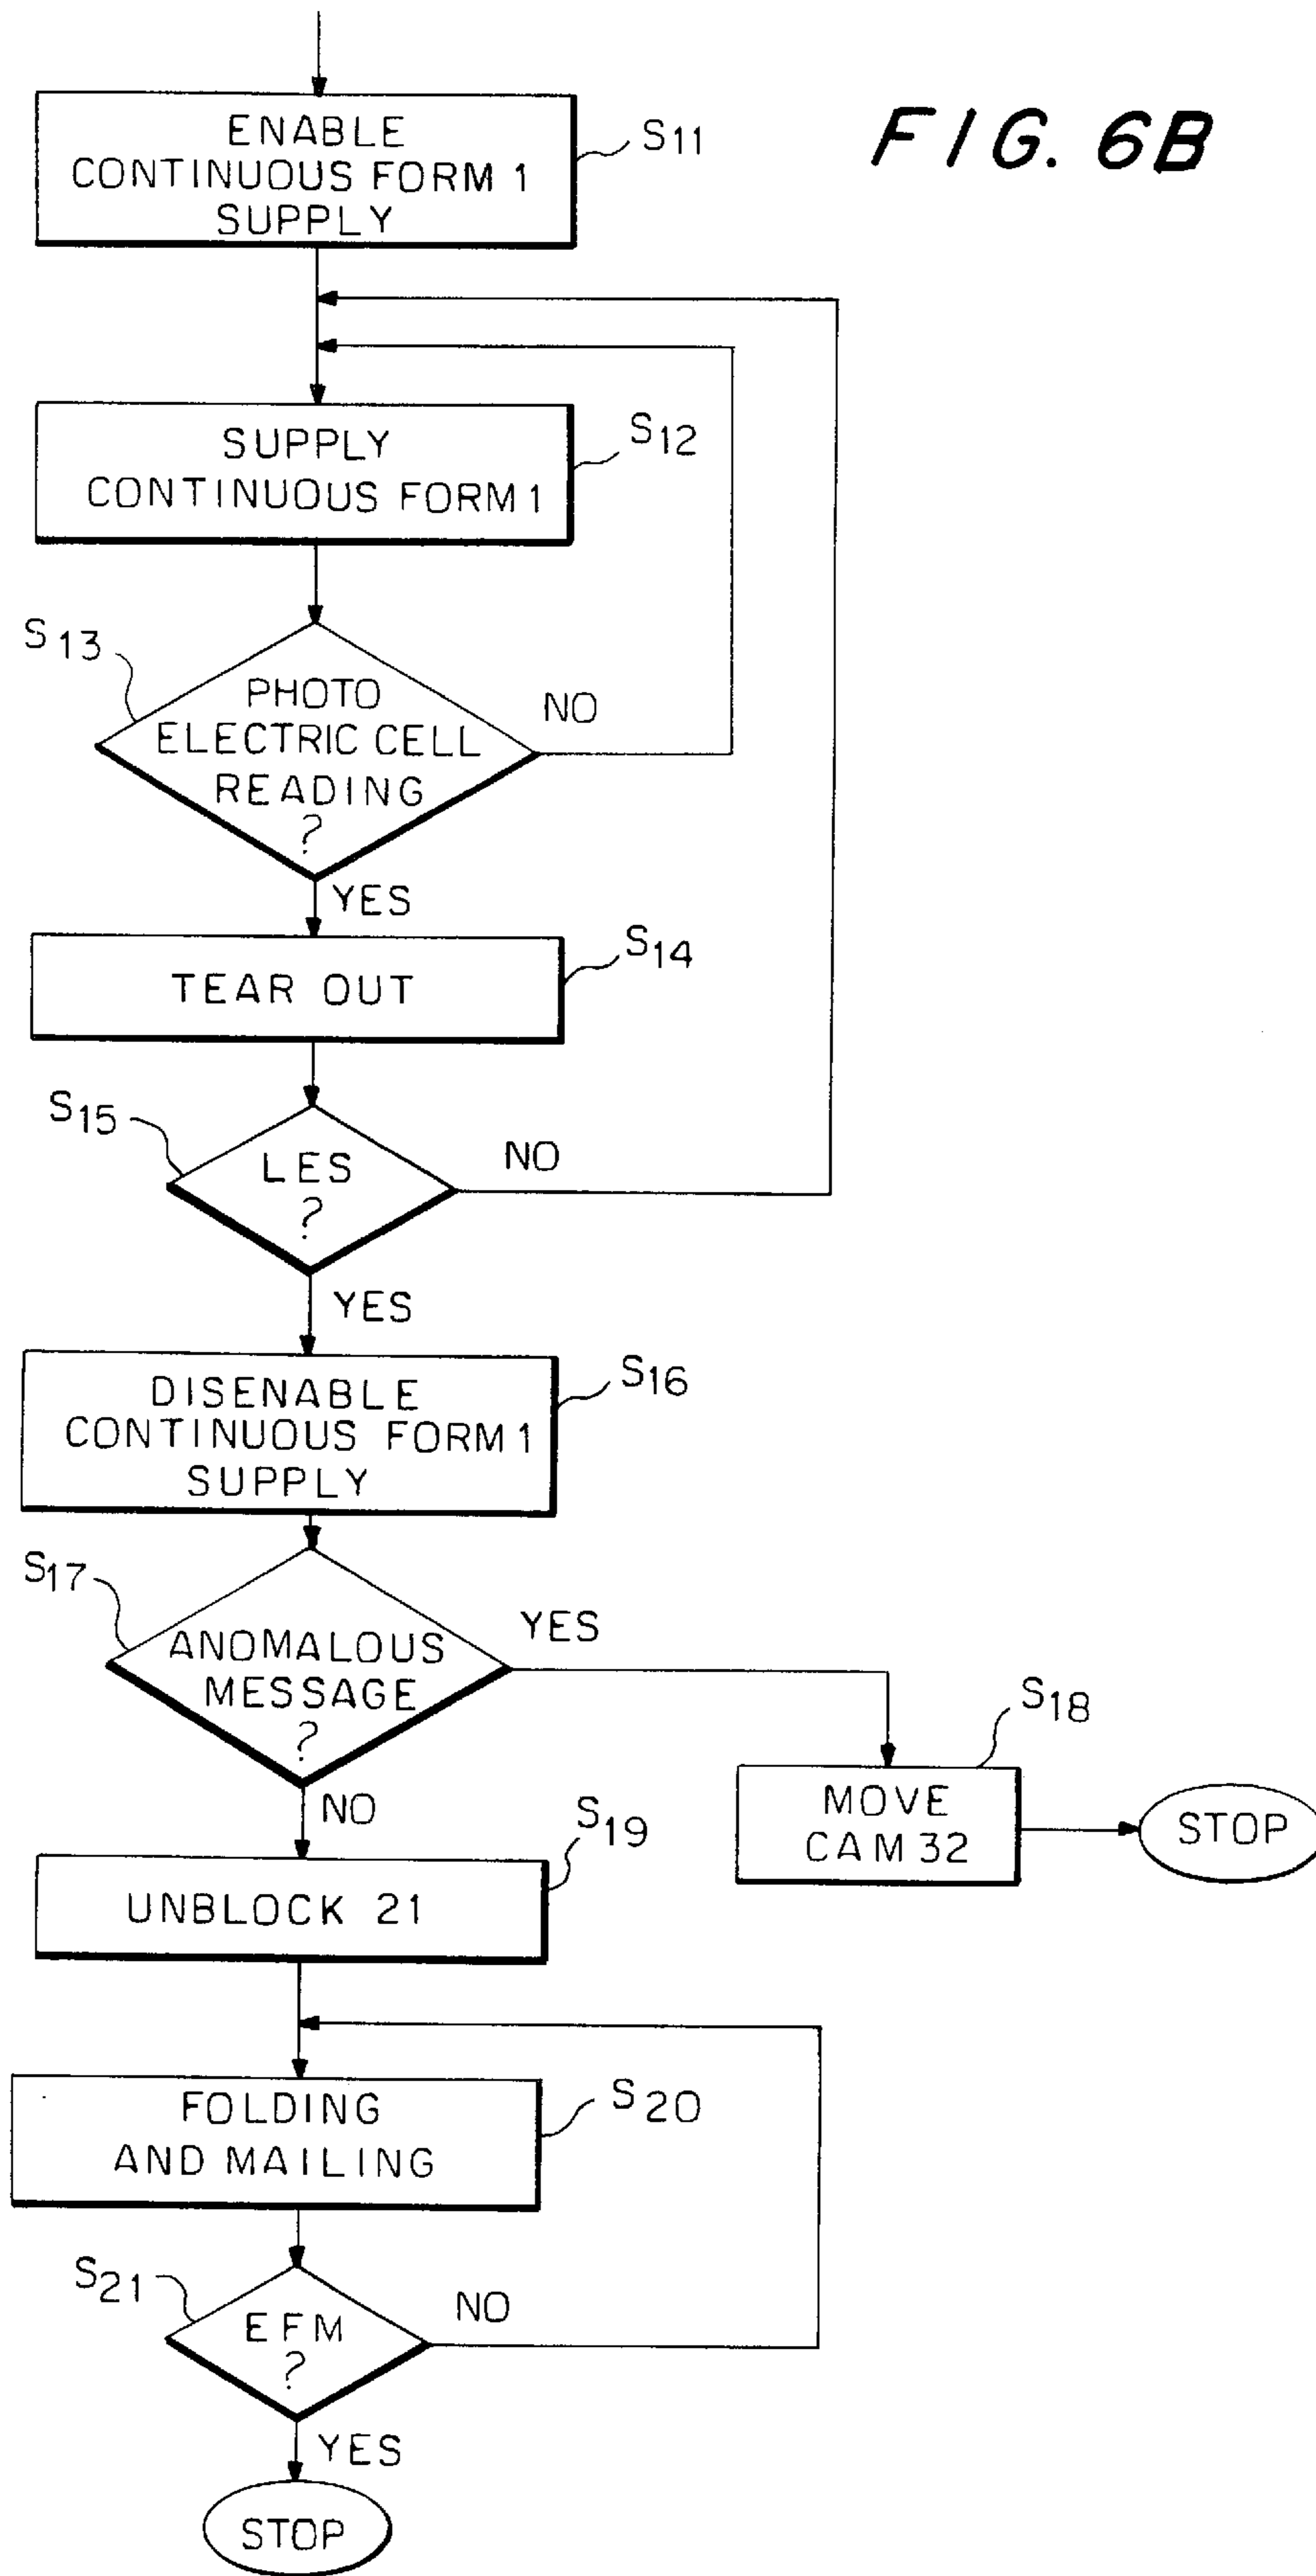 FIG. 6B
ENABLE
CONTINUOUS FORM 1
SUPPLY
S11
SUPPLY
CONTINUOUS FORM 1
S12
S13
PHOTO
ELECTRIC CELL
READING
?
NO
YES
TEAR OUT
S14
S15
LES
?
NO
YES
DISENABLE
CONTINUOUS FORM 1
SUPPLY
S16
S17
ANOMALOUS
MESSAGE
?
YES
NO
S18
MOVE
CAM 32
STOP
S19
UNBLOCK 21
FOLDING
AND MAILING
S20
S21
EFM
?
NO
YES
STOP